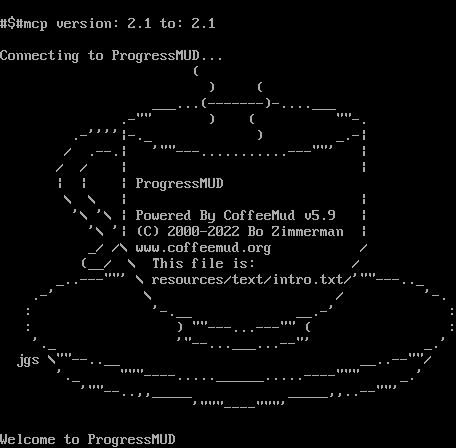 #$#mcp version: 2.1 to: 2.1
Connecting to ProgressMUD...
ProgressMUD
Powered By CoffeeMud v5.9
(C) 2000-2022 Bo Zimmerman
www.coffeemud.org
This file is:
resources/text/intro.txt/
jgs
Welcome to ProgressMUD